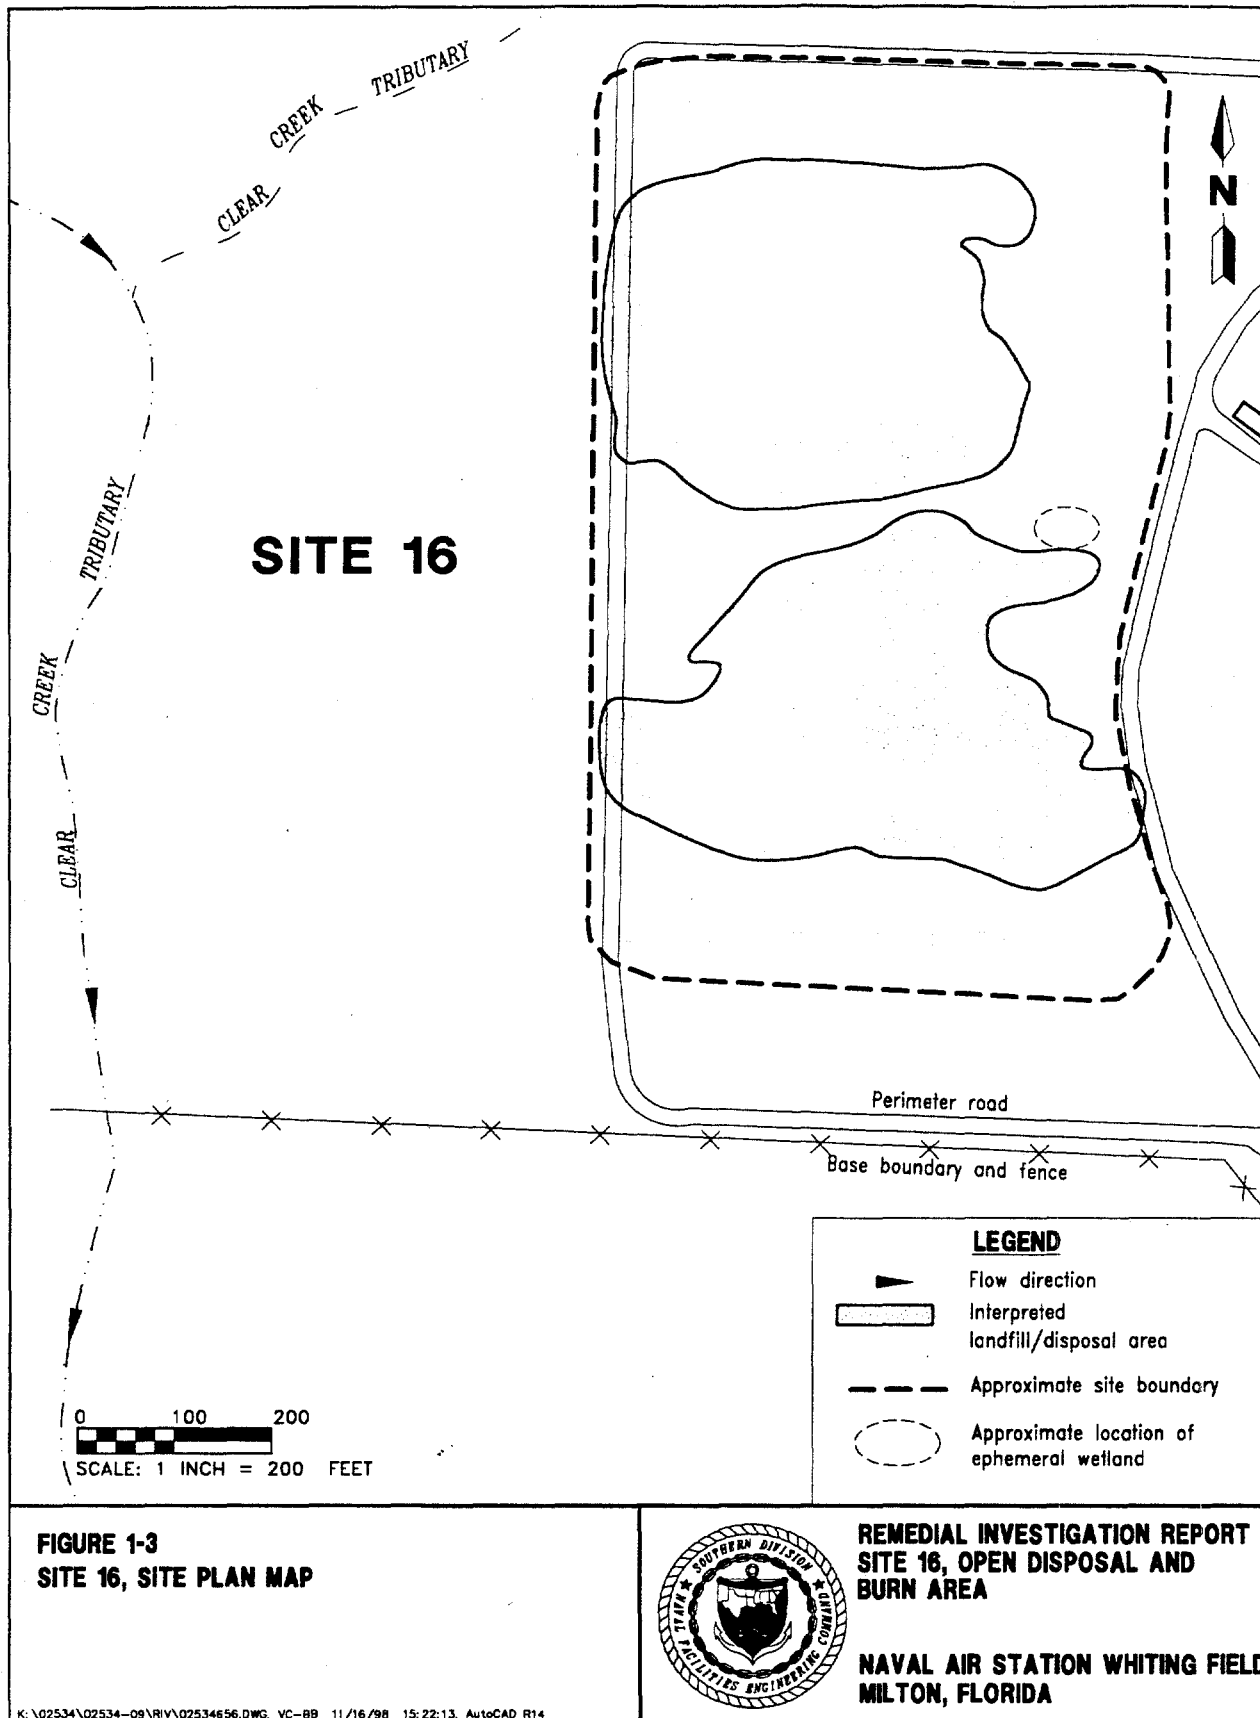 CLEAR CREEK TRIBUTARY
N
CLEAR CREEK TRIBUTARY
SITE 16
Perimeter road
Base boundary and fence
LEGEND
Flow direction
Interpreted
landfill/disposal area
Approximate site boundary
Approximate location of
ephemeral wetland
0 100 200
SCALE: 1 INCH = 200 FEET
FIGURE 1-3
SITE 16, SITE PLAN MAP
SOUTHERN DIVISION
NAVAL FACILITIES ENGINEERING COMMAND
REMEDIAL INVESTIGATION REPORT
SITE 16, OPEN DISPOSAL AND
BURN AREA
NAVAL AIR STATION WHITING FIELD
MILTON, FLORIDA
K:\02534\02534-09\RIV\02534656.DWG, VC-BB 11/16/98 15:22:13, AutoCAD R14